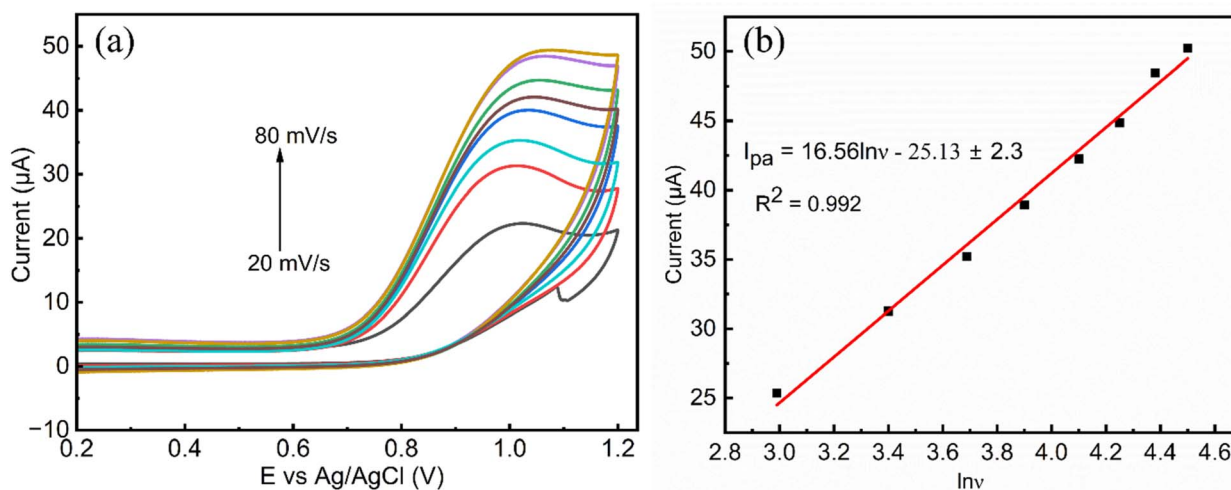 (a)
50
40
30
20
10
0
−10
Current (µA)
80 mV/s
20 mV/s
0.2 0.4 0.6 0.8 1.0 1.2
E vs Ag/AgCl (V)
(b)
50
45
40
35
30
25
Current (µA)
I_pa = 16.56lnν - 25.13 ± 2.3
R² = 0.992
2.8 3.0 3.2 3.4 3.6 3.8 4.0 4.2 4.4 4.6
lnν